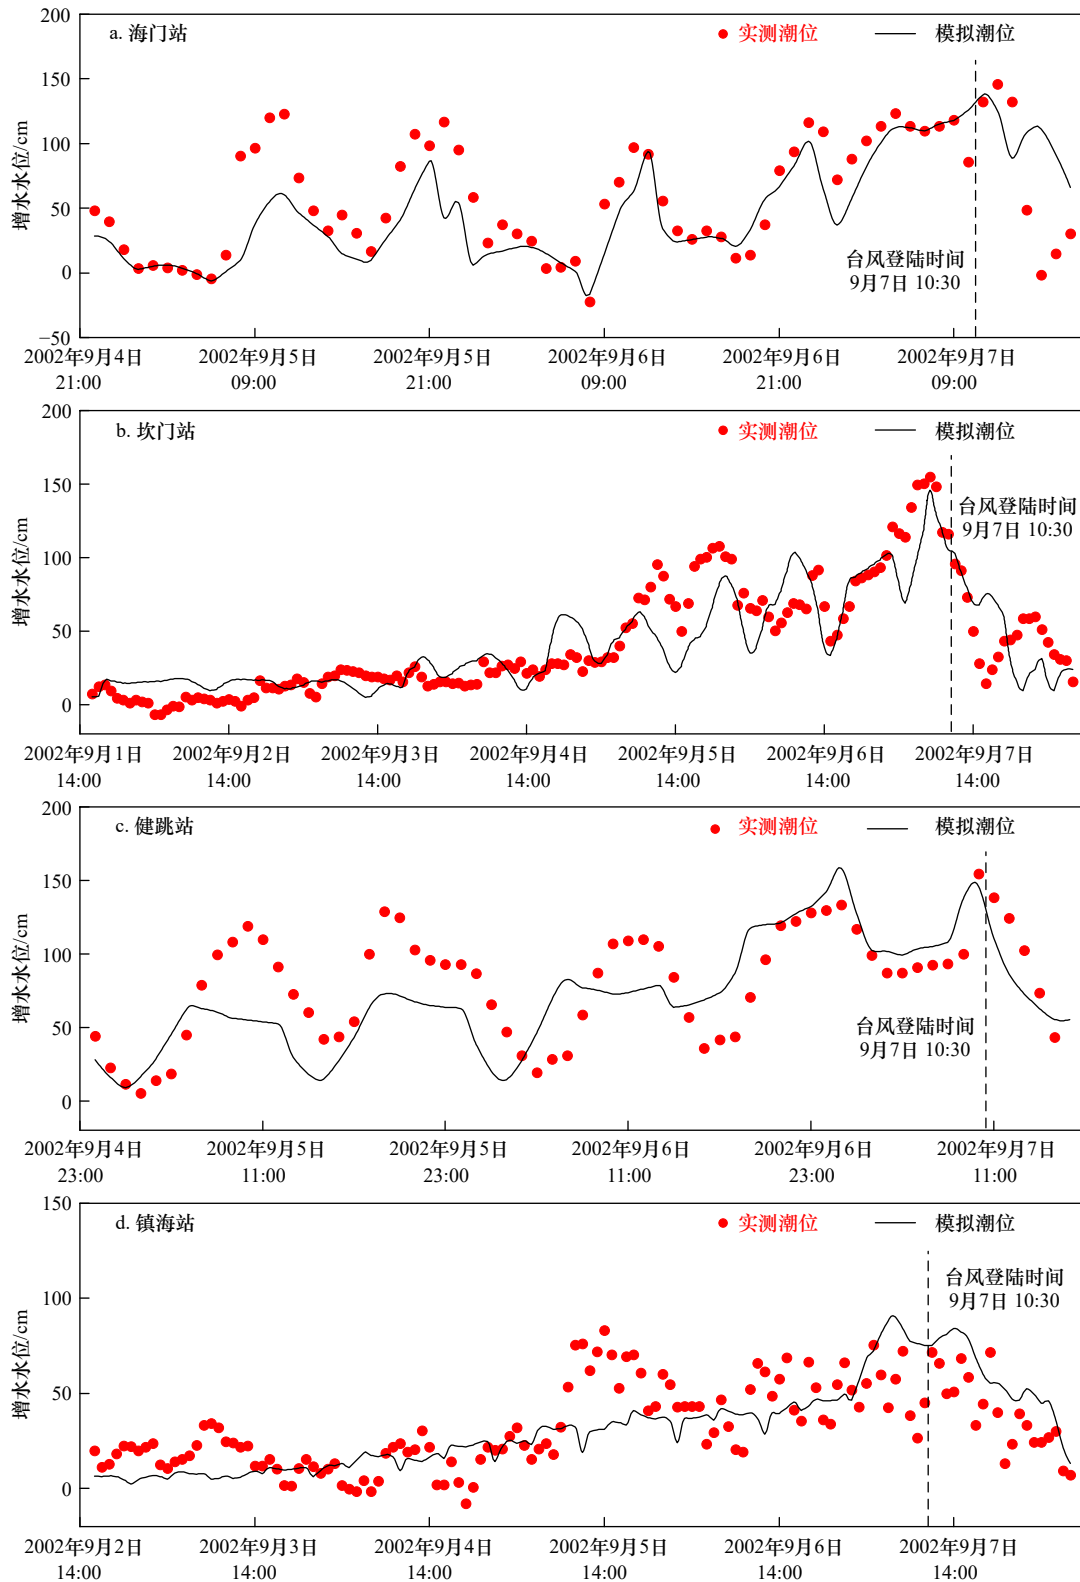 200
a. 海门站
实测潮位
模拟潮位
150
100
50
0
−50
增水水位/cm
台风登陆时间
9月7日 10:30
2002年9月4日
21:00
2002年9月5日
09:00
2002年9月5日
21:00
2002年9月6日
09:00
2002年9月6日
21:00
2002年9月7日
09:00
200
b. 坎门站
实测潮位
模拟潮位
150
100
50
0
增水水位/cm
台风登陆时间
9月7日 10:30
2002年9月1日
14:00
2002年9月2日
14:00
2002年9月3日
14:00
2002年9月4日
14:00
2002年9月5日
14:00
2002年9月6日
14:00
2002年9月7日
14:00
200
c. 健跳站
实测潮位
模拟潮位
150
100
50
0
增水水位/cm
台风登陆时间
9月7日 10:30
2002年9月4日
23:00
2002年9月5日
11:00
2002年9月5日
23:00
2002年9月6日
11:00
2002年9月6日
23:00
2002年9月7日
11:00
150
d. 镇海站
实测潮位
模拟潮位
100
50
0
增水水位/cm
台风登陆时间
9月7日 10:30
2002年9月2日
14:00
2002年9月3日
14:00
2002年9月4日
14:00
2002年9月5日
14:00
2002年9月6日
14:00
2002年9月7日
14:00